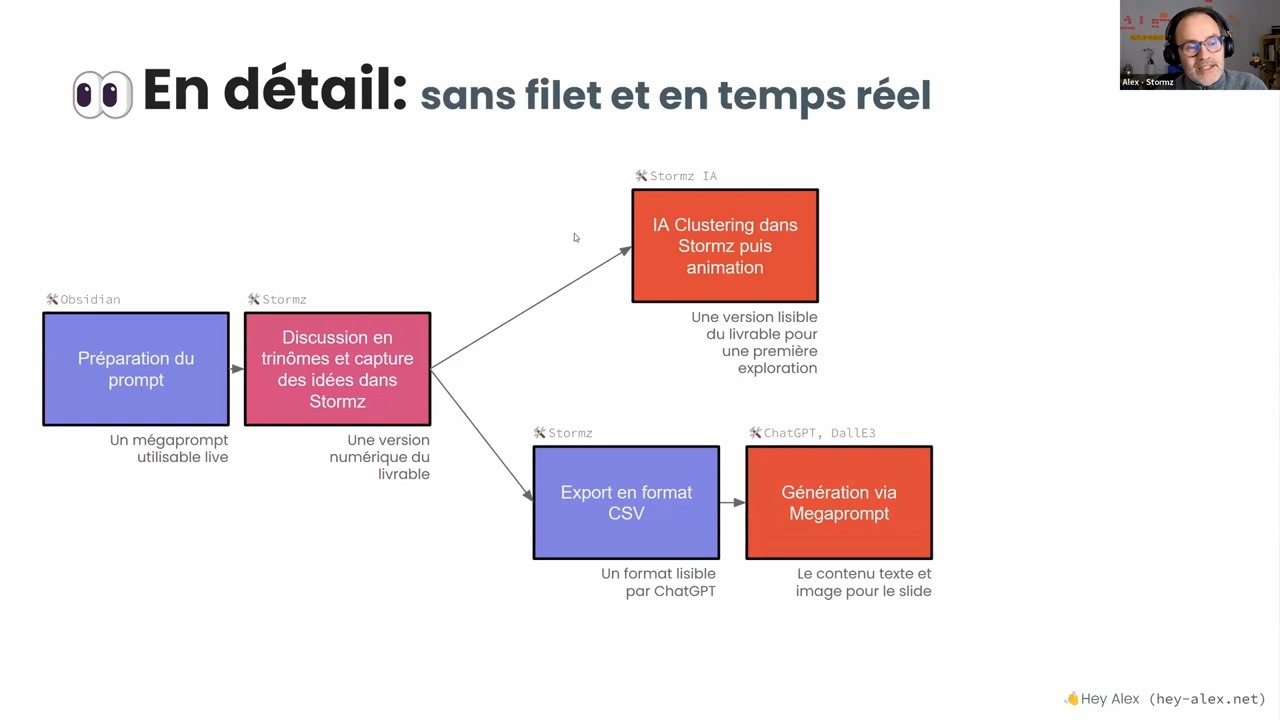 En détail: sans filet et en temps réel
Alex - Stormz
Stormz IA
IA Clustering dans
Stormz puis
animation
Une version lisible
du livrable pour
une première
exploration
Obsidian
Préparation du
prompt
Un mégaprompt
utilisable live
Stormz
Discussion en
trinômes et capture
des idées dans
Stormz
Une version
numérique du
livrable
Stormz
Export en format
CSV
Un format lisible
par ChatGPT
ChatGPT, DallE3
Génération via
Megaprompt
Le contenu texte et
image pour le slide
Hey Alex (hey-alex.net)